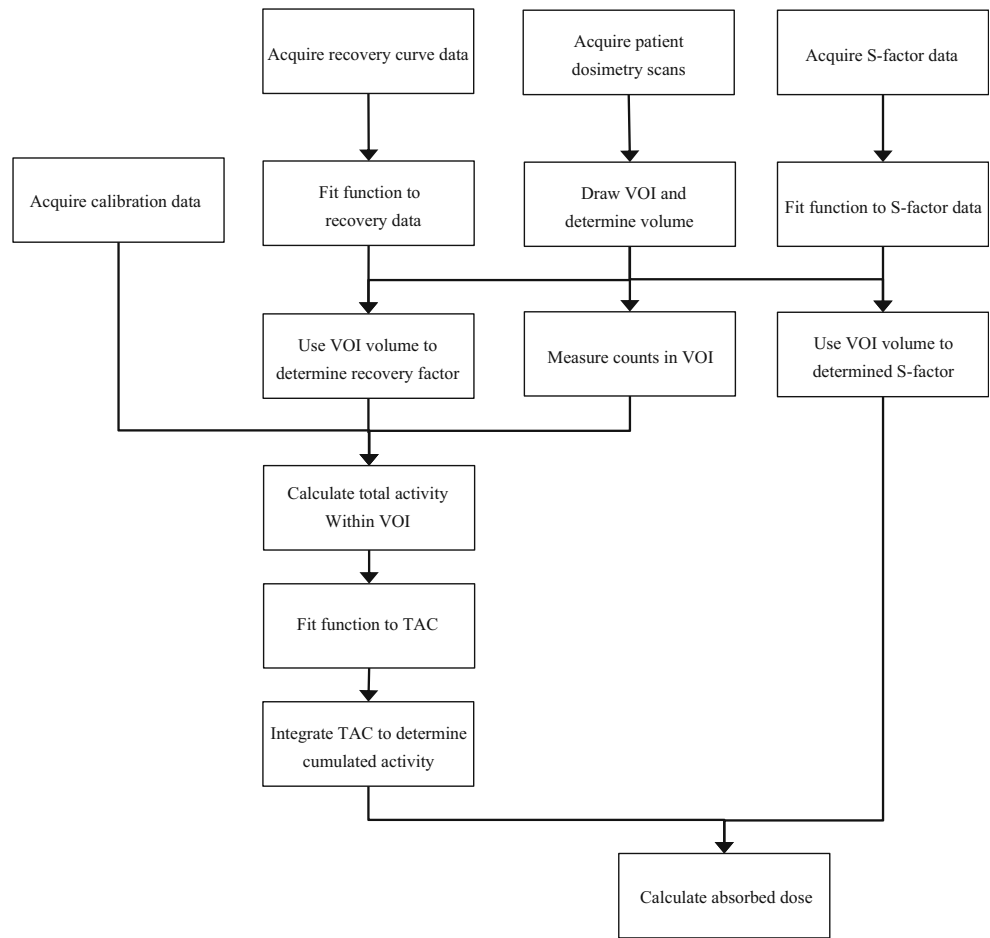 Acquire recovery curve data
Acquire patient
dosimetry scans
Acquire S-factor data
Acquire calibration data
Fit function to
recovery data
Draw VOI and
determine volume
Fit function to S-factor data
Use VOI volume to
determine recovery factor
Measure counts in VOI
Use VOI volume to
determined S-factor
Calculate total activity
Within VOI
Fit function to TAC
Integrate TAC to determine
cumulated activity
Calculate absorbed dose